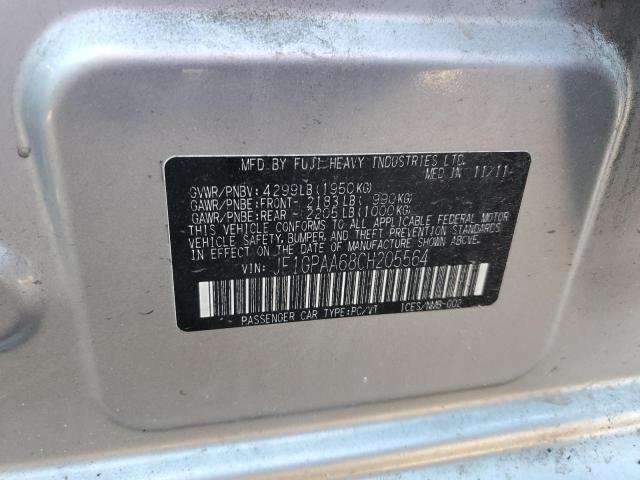 MFD BY FUJI HEAVY INDUSTRIES LTD.
MFD IN 11/11
GVWR/PNBV: 4299LB(1950KG)
GAWR/PNBE:FRONT- 2183LB( 990KG)
GAWR/PNBE:REAR - 2205LB(1000KG)
THIS VEHICLE CONFORMS TO ALL APPLICABLE FEDERAL MOTOR
VEHICLE SAFETY, BUMPER, AND THEFT PREVENTION STANDARDS
IN EFFECT ON THE DATE OF MANUFACTURE SHOWN ABOVE.
VIN: JF1GPAA68CH205564
PASSENGER CAR TYPE:PC/VT ICES/NMB-002